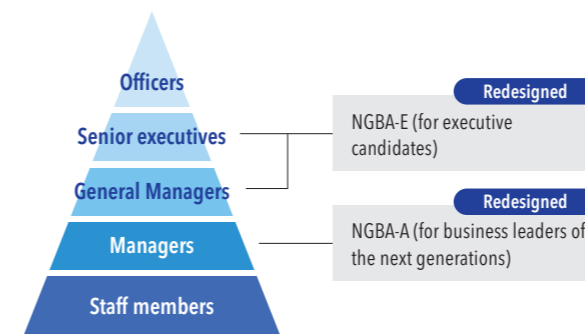 Officers
Senior executives
General Managers
Managers
Staff members
Redesigned
NGBA-E (for executive
candidates)
Redesigned
NGBA-A (for business leaders of
the next generations)